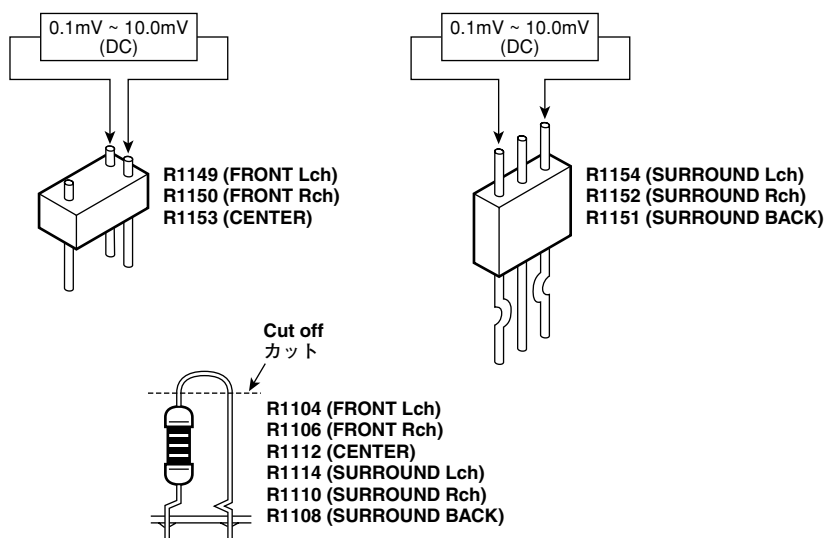 0.1mV ~ 10.0mV
(DC)
R1149 (FRONT Lch)
R1150 (FRONT Rch)
R1153 (CENTER)
0.1mV ~ 10.0mV
(DC)
R1154 (SURROUND Lch)
R1152 (SURROUND Rch)
R1151 (SURROUND BACK)
Cut off
カット
R1104 (FRONT Lch)
R1106 (FRONT Rch)
R1112 (CENTER)
R1114 (SURROUND Lch)
R1110 (SURROUND Rch)
R1108 (SURROUND BACK)